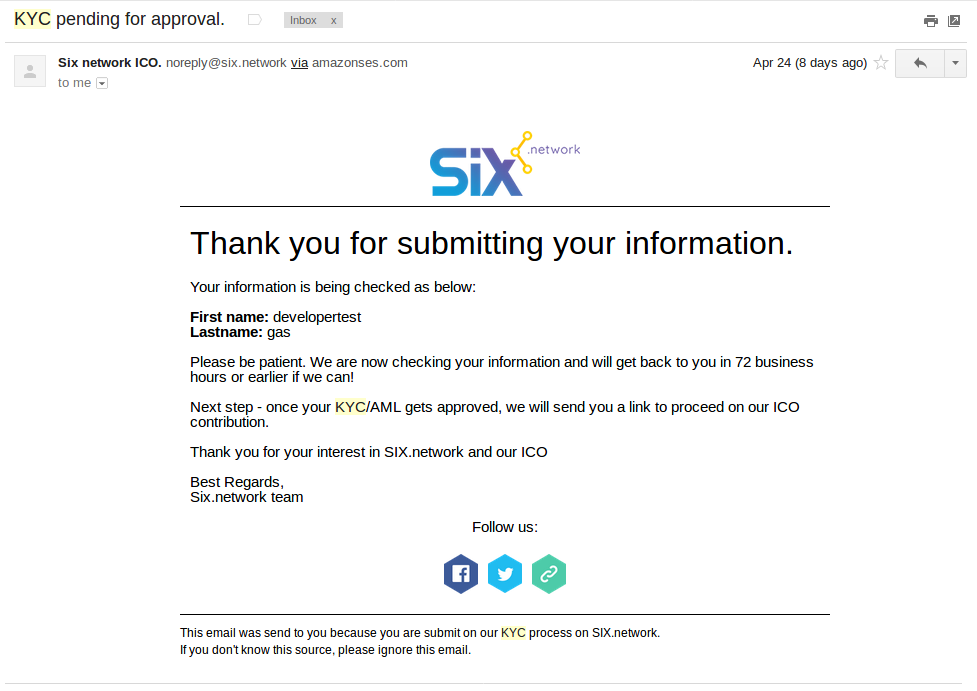 KYC pending for approval. Inbox x
Six network ICO. noreply@six.network via amazonses.com Apr 24 (8 days ago)
to me
SiX.network
Thank you for submitting your information.
Your information is being checked as below:
First name: developertest
Lastname: gas
Please be patient. We are now checking your information and will get back to you in 72 business
hours or earlier if we can!
Next step - once your KYC/AML gets approved, we will send you a link to proceed on our ICO
contribution.
Thank you for your interest in SIX.network and our ICO
Best Regards,
Six.network team
Follow us:
This email was send to you because you are submit on our KYC process on SIX.network.
If you don't know this source, please ignore this email.